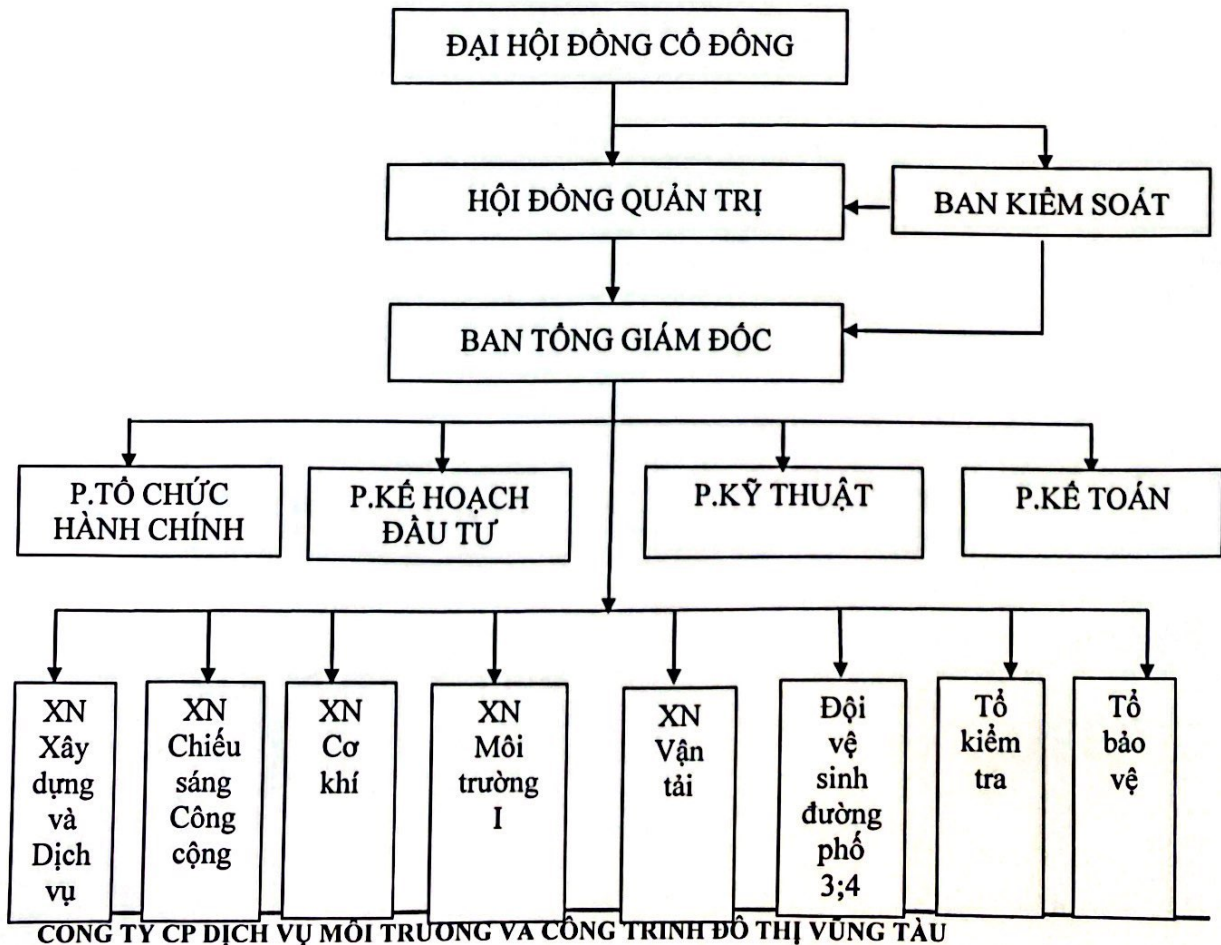 ĐẠI HỘI ĐỒNG CỔ ĐÔNG
HỘI ĐỒNG QUẢN TRỊ
BAN KIỂM SOÁT
BAN TỔNG GIÁM ĐỐC
P.TỔ CHỨC
HÀNH CHÍNH
P.KẾ HOẠCH
ĐẦU TƯ
P.KỸ THUẬT
P.KẾ TOÁN
XN
Xây
dựng
và
Dịch
vụ
XN
Chiếu
sáng
Công
cộng
XN
Cơ
khí
XN
Môi
trường
I
XN
Vận
tải
Đội
vệ
sinh
đường
phố
3;4
Tổ
kiểm
tra
Tổ
bảo
vệ
CÔNG TY CP DỊCH VỤ MÔI TRƯỜNG VÀ CÔNG TRÌNH ĐÔ THỊ VŨNG TÀU